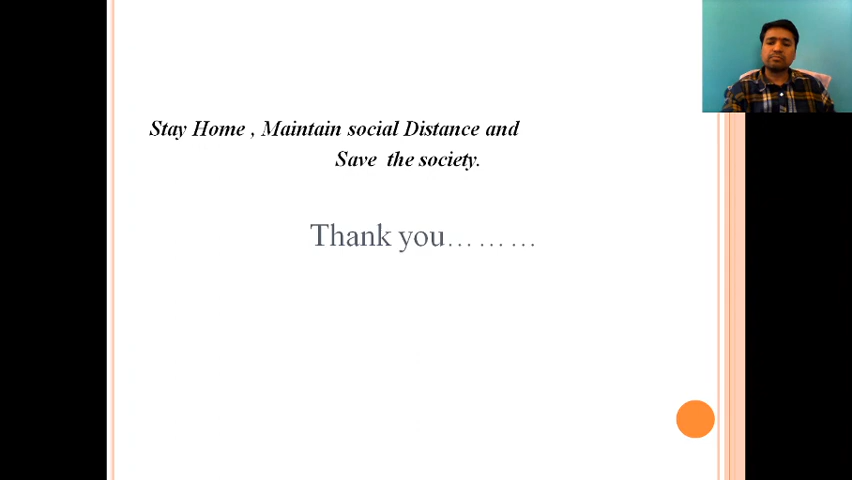 Stay Home , Maintain social Distance and
Save the society.
Thank you………